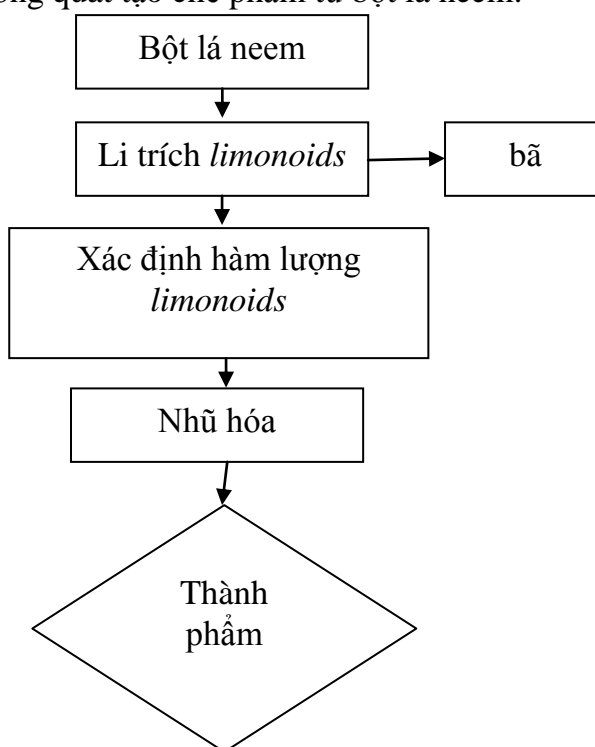 quát tạo chế phẩm từ bột lá neem.
Bột lá neem
Li trích limonoids
bã
Xác định hàm lượng
limonoids
Nhũ hóa
Thành
phẩm